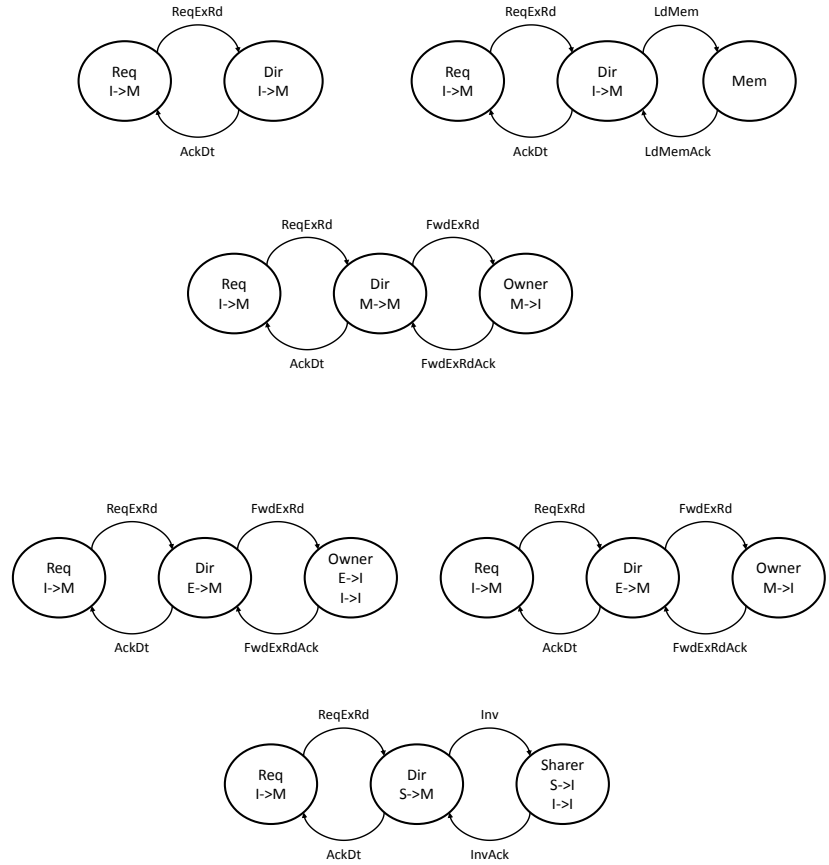 ReqExRd
Req
I->M
Dir
I->M
AckDt
ReqExRd
LdMem
Req
I->M
Dir
I->M
Mem
AckDt
LdMemAck
ReqExRd
FwdExRd
Req
I->M
Dir
M->M
Owner
M->I
AckDt
FwdExRdAck
ReqExRd
FwdExRd
Req
I->M
Dir
E->M
Owner
E->I
I->I
AckDt
FwdExRdAck
ReqExRd
FwdExRd
Req
I->M
Dir
E->M
Owner
M->I
AckDt
FwdExRdAck
ReqExRd
Inv
Req
I->M
Dir
S->M
Sharer
S->I
I->I
AckDt
InvAck